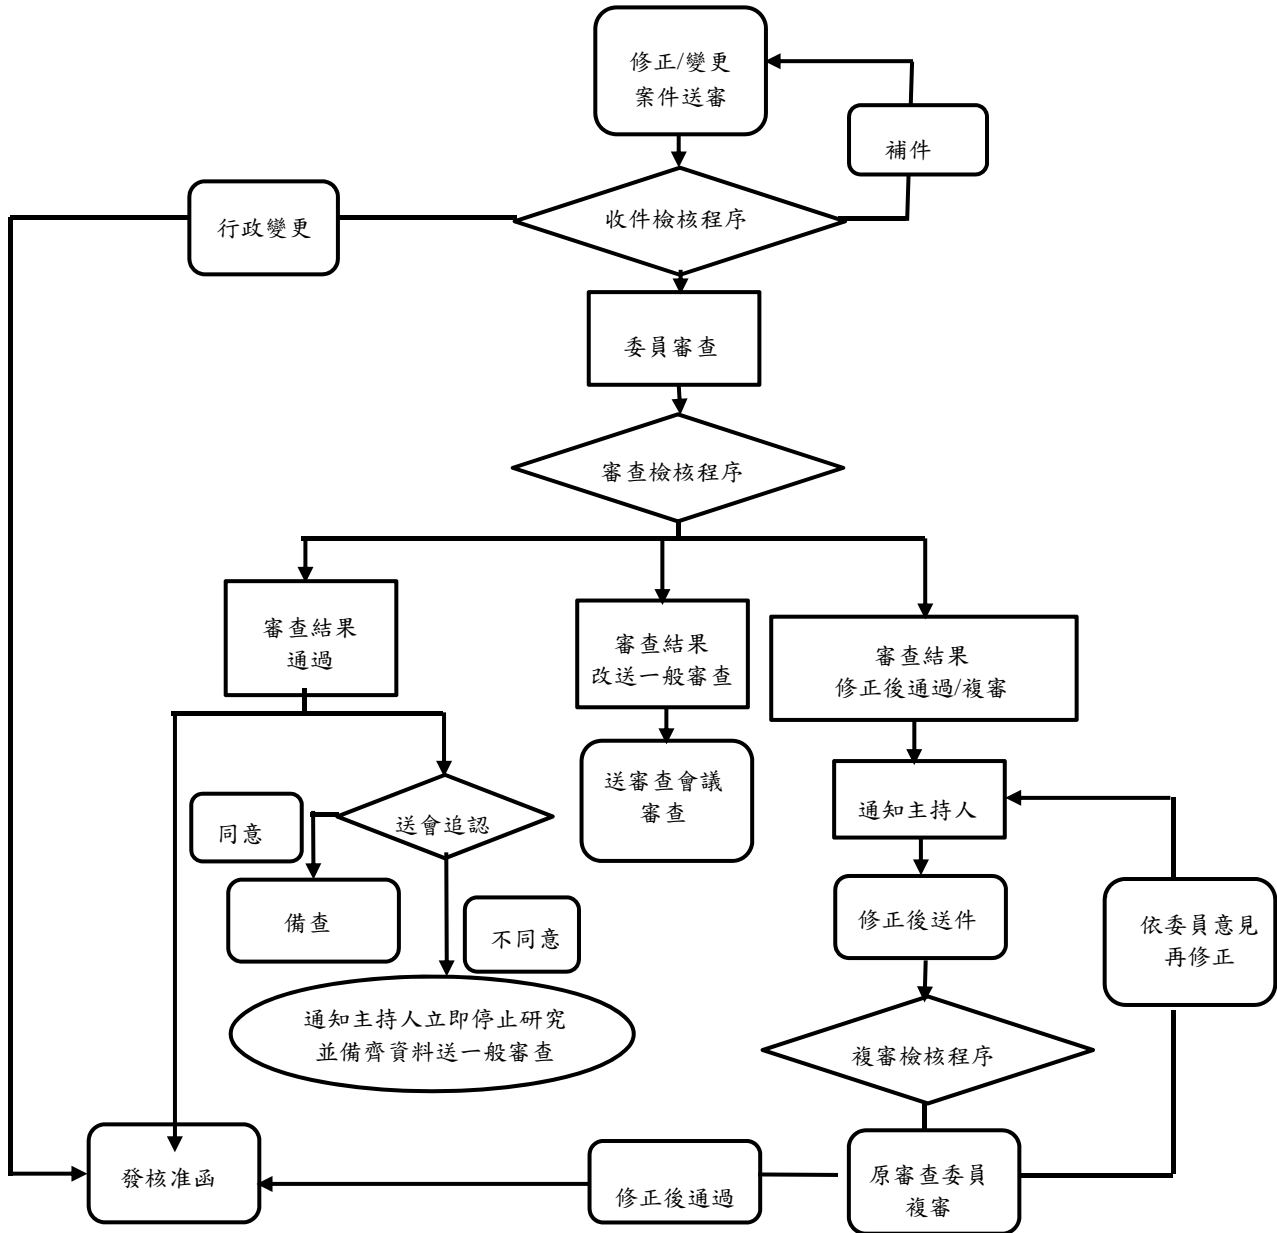 修正/變更
案件送審
補件
行政變更
收件檢核程序
委員審查
審查檢核程序
審查結果
通過
審查結果
改送一般審查
審查結果
修正後通過/複審
送審查會議
審查
通知主持人
同意
送會追認
備查
不同意
修正後送件
依委員意見
再修正
通知主持人立即停止研究
並備齊資料送一般審查
複審檢核程序
發核准函
修正後通過
原審查委員
複審